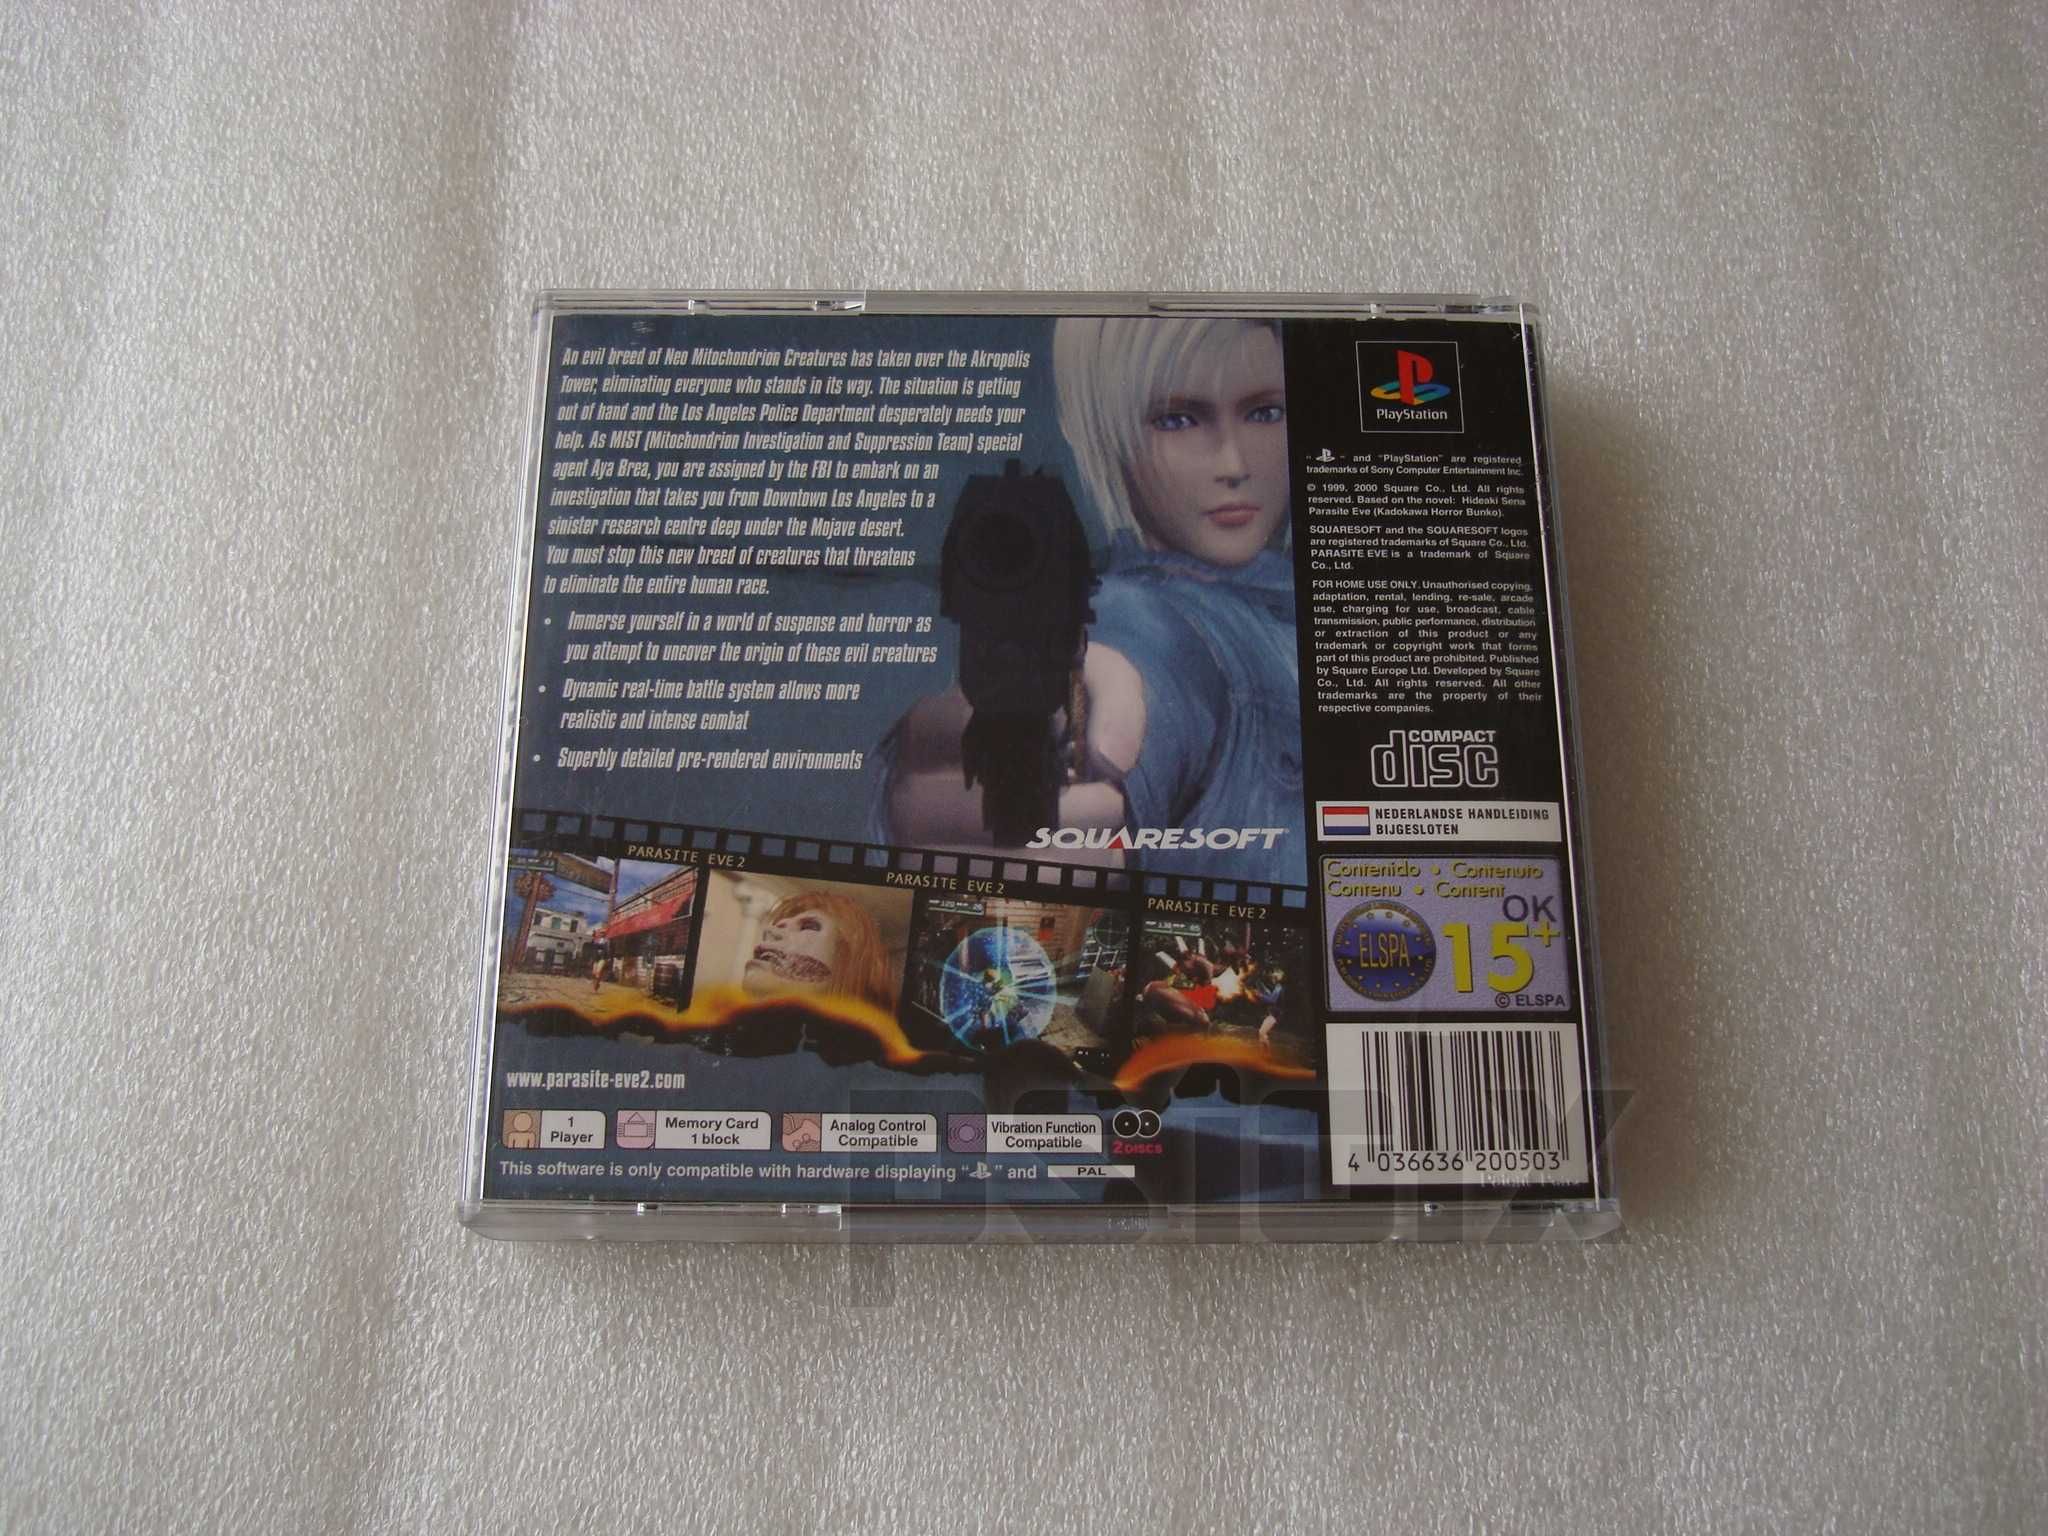 An evil breed of Neo Mitochondrion Creatures has taken over the Akropolis
Tower, eliminating everyone who stands in its way. The situation is getting
out of hand and the Los Angeles Police Department desperately needs your
help. As MIST (Mitochondrion Investigation and Suppression Team) special
agent Aya Brea, you are assigned by the FBI to embark on an
investigation that takes you from Downtown Los Angeles to a
sinister research centre deep under the Mojave desert.
You must stop this new breed of creatures that threatens
to eliminate the entire human race.
• Immerse yourself in a world of suspense and horror as
you attempt to uncover the origin of these evil creatures
• Dynamic real-time battle system allows more
realistic and intense combat
• Superbly detailed pre-rendered environments
SQUARESOFT
PARASITE EVE 2
PARASITE EVE 2
PARASITE EVE 2
www.parasite-eve2.com
1
Player
Memory Card
1 block
Analog Control
Compatible
Vibration Function
Compatible
2 DISCS
This software is only compatible with hardware displaying " " and PAL
PlayStation
" " and "PlayStation" are registered
trademarks of Sony Computer Entertainment Inc.
© 1999, 2000 Square Co., Ltd. All rights
reserved. Based on the novel: Hideaki Sena
Parasite Eve (Kadokawa Horror Bunko).
SQUARESOFT and the SQUARESOFT logos
are registered trademarks of Square Co., Ltd.
PARASITE EVE is a trademark of Square
Co., Ltd.
FOR HOME USE ONLY. Unauthorised copying,
adaptation, rental, lending, re-sale, arcade
use, charging for use, broadcast, cable
transmission, public performance, distribution
or extraction of this product or any
trademark or copyright work that forms
part of this product are prohibited. Published
by Square Europe Ltd. Developed by Square
Co., Ltd. All rights reserved. All other
trademarks are the property of their
respective companies.
COMPACT
disc
NEDERLANDSE HANDLEIDING
BIJGESLOTEN
Contenido • Contenuto
Contenu • Content
OK
ELSPA
15+
© ELSPA
4 036636 200503